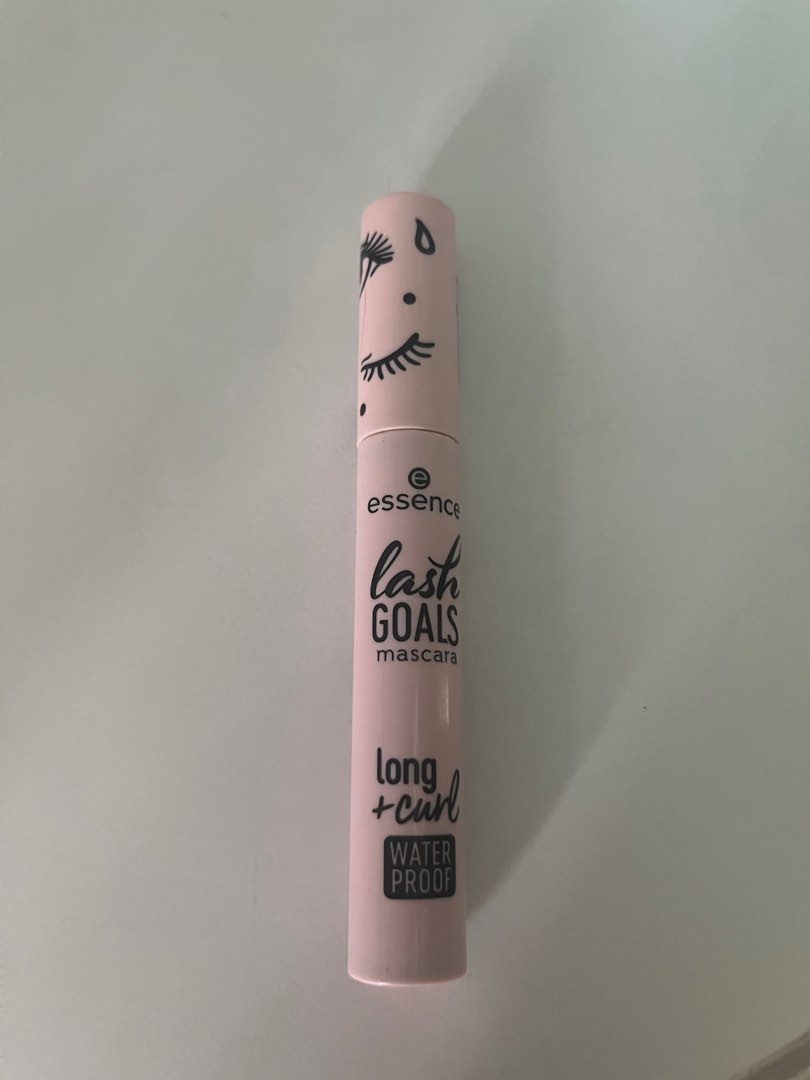 e
essence
lash
GOALS
mascara
long
+curl
WATER
PROOF